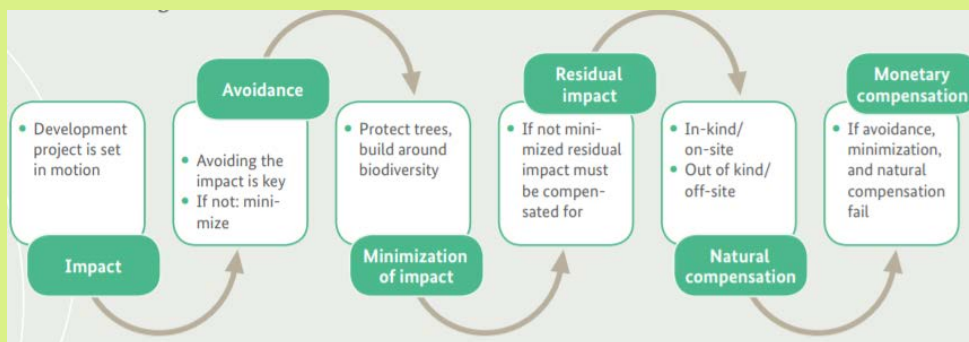 Impact
Development
project is set
in motion
Avoidance
Avoiding the
impact is key
If not: mini-
mize
Protect trees,
build around
biodiversity
Minimization
of impact
Residual
impact
If not mini-
mized residual
impact must
be compen-
sated for
In-kind/
on-site
Out of kind/
off-site
Natural
compensation
Monetary
compensation
If avoidance,
minimization,
and natural
compensation
fail